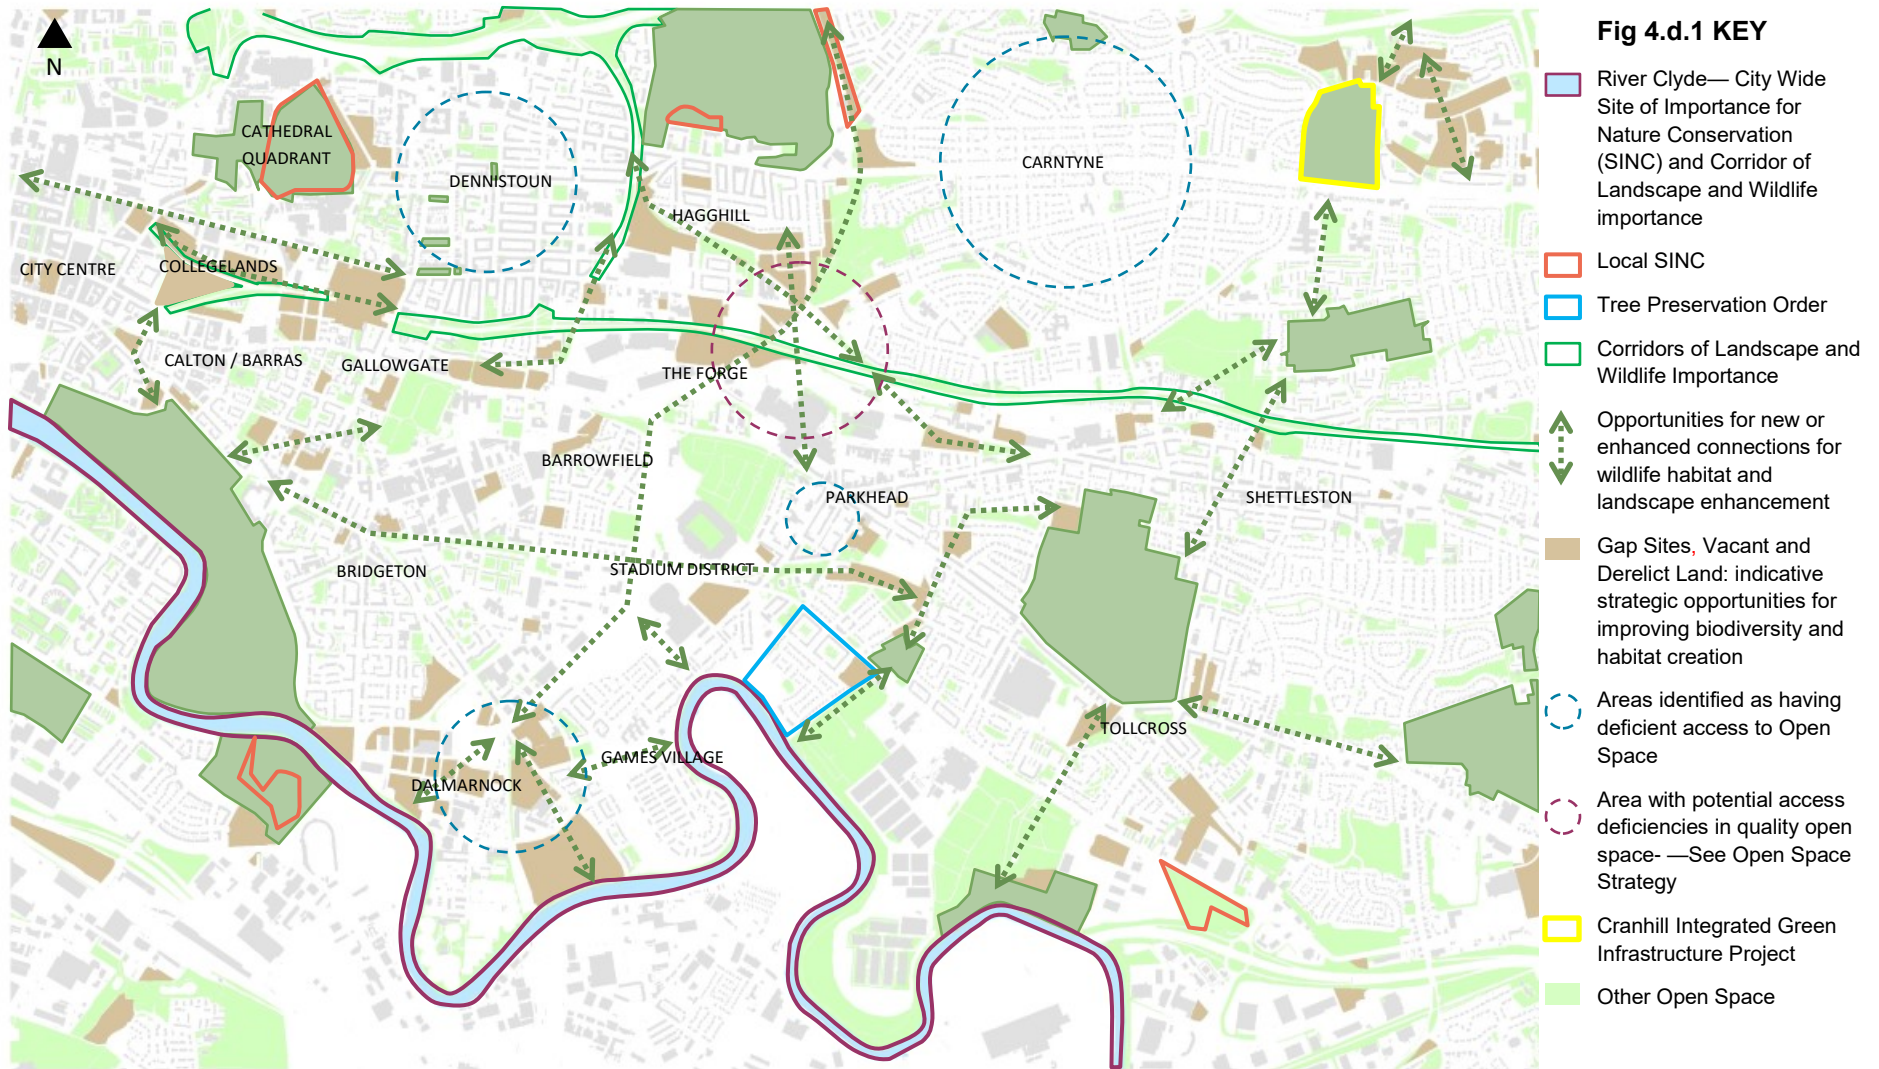 N
CATHEDRAL
QUADRANT
DENNISTOUN
CARNTYNE
HAGGHILL
CITY CENTRE
COLLEGELANDS
CALTON / BARRAS
GALLOWGATE
THE FORGE
BARROWFIELD
PARKHEAD
SHETTLESTON
BRIDGETON
STADIUM DISTRICT
TOLLCROSS
GAMES VILLAGE
DALMARNOCK
Fig 4.d.1 KEY
River Clyde— City Wide
Site of Importance for
Nature Conservation
(SINC) and Corridor of
Landscape and Wildlife
importance
Local SINC
Tree Preservation Order
Corridors of Landscape and
Wildlife Importance
Opportunities for new or
enhanced connections for
wildlife habitat and
landscape enhancement
Gap Sites, Vacant and
Derelict Land: indicative
strategic opportunities for
improving biodiversity and
habitat creation
Areas identified as having
deficient access to Open
Space
Area with potential access
deficiencies in quality open
space- —See Open Space
Strategy
Cranhill Integrated Green
Infrastructure Project
Other Open Space